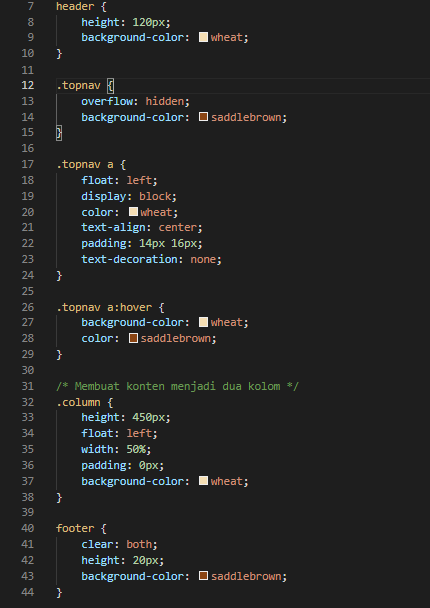 7 header {
8     height: 120px;
9     background-color: wheat;
10 }
11
12 .topnav {
13     overflow: hidden;
14     background-color: saddlebrown;
15 }
16
17 .topnav a {
18     float: left;
19     display: block;
20     color: wheat;
21     text-align: center;
22     padding: 14px 16px;
23     text-decoration: none;
24 }
25
26 .topnav a:hover {
27     background-color: wheat;
28     color: saddlebrown;
29 }
30
31 /* Membuat konten menjadi dua kolom */
32 .column {
33     height: 450px;
34     float: left;
35     width: 50%;
36     padding: 0px;
37     background-color: wheat;
38 }
39
40 footer {
41     clear: both;
42     height: 20px;
43     background-color: saddlebrown;
44 }